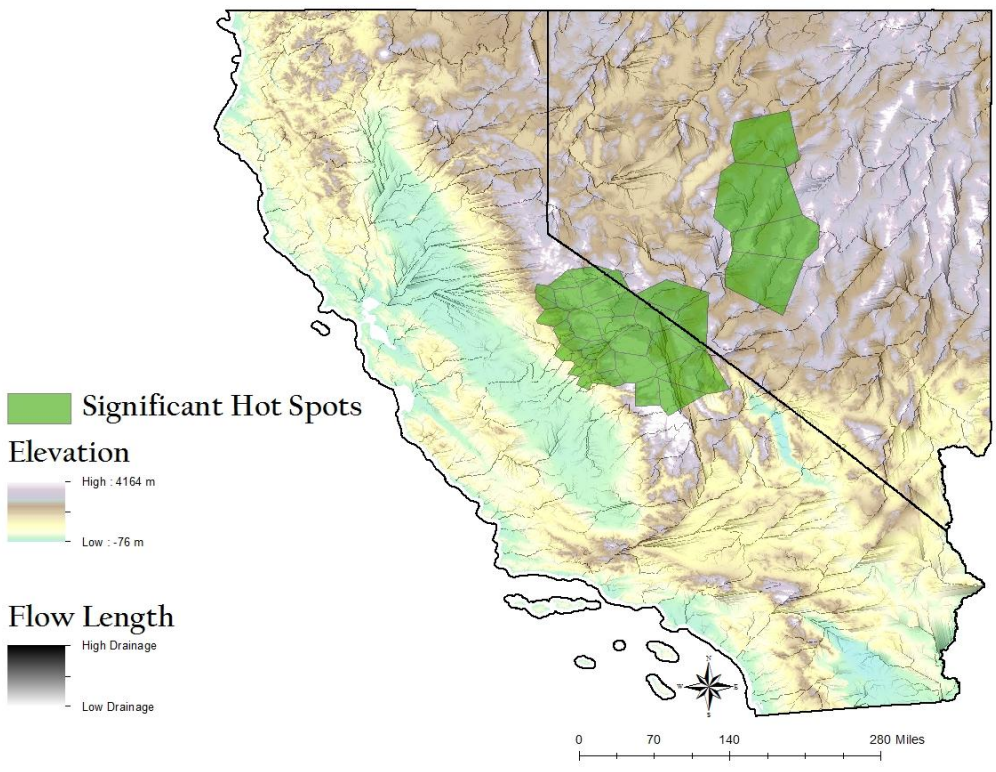 Significant Hot Spots
Elevation
High : 4164 m
Low : -76 m
Flow Length
High Drainage
Low Drainage
N
W E
S
0 70 140 280 Miles